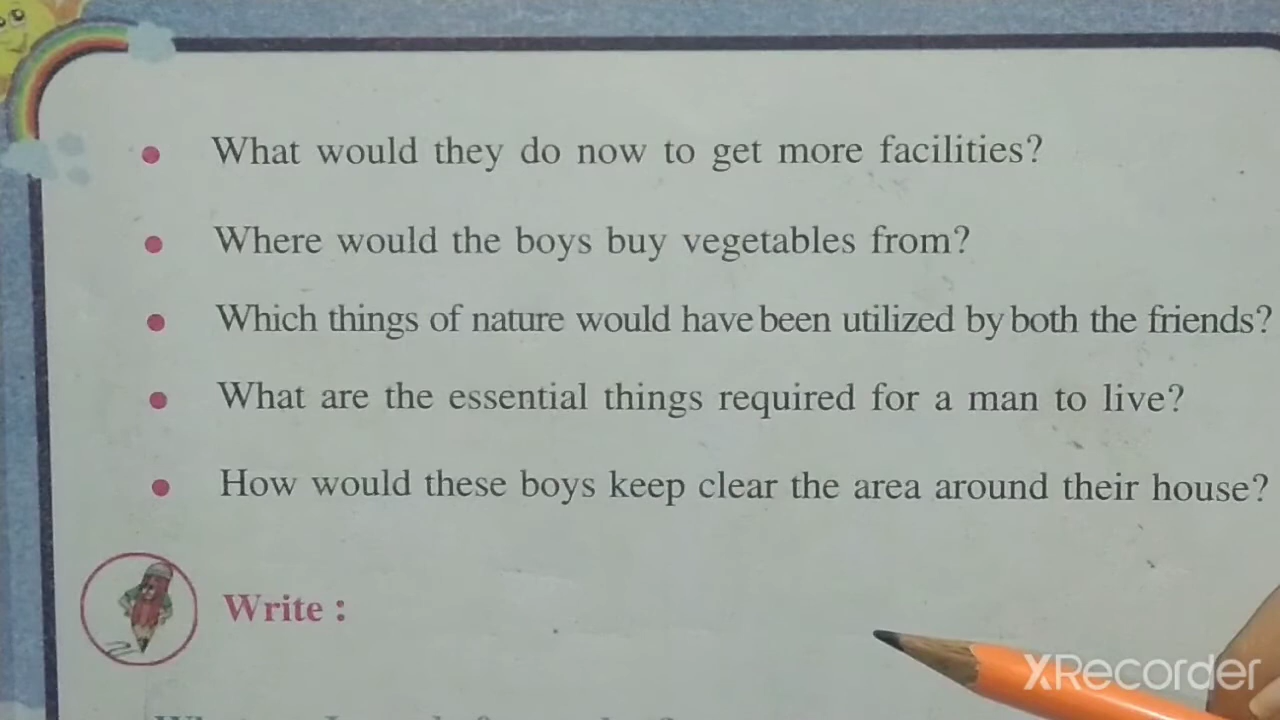 What would they do now to get more facilities?
Where would the boys buy vegetables from?
Which things of nature would have been utilized by both the friends?
What are the essential things required for a man to live?
How would these boys keep clear the area around their house?
Write :
XRecorder